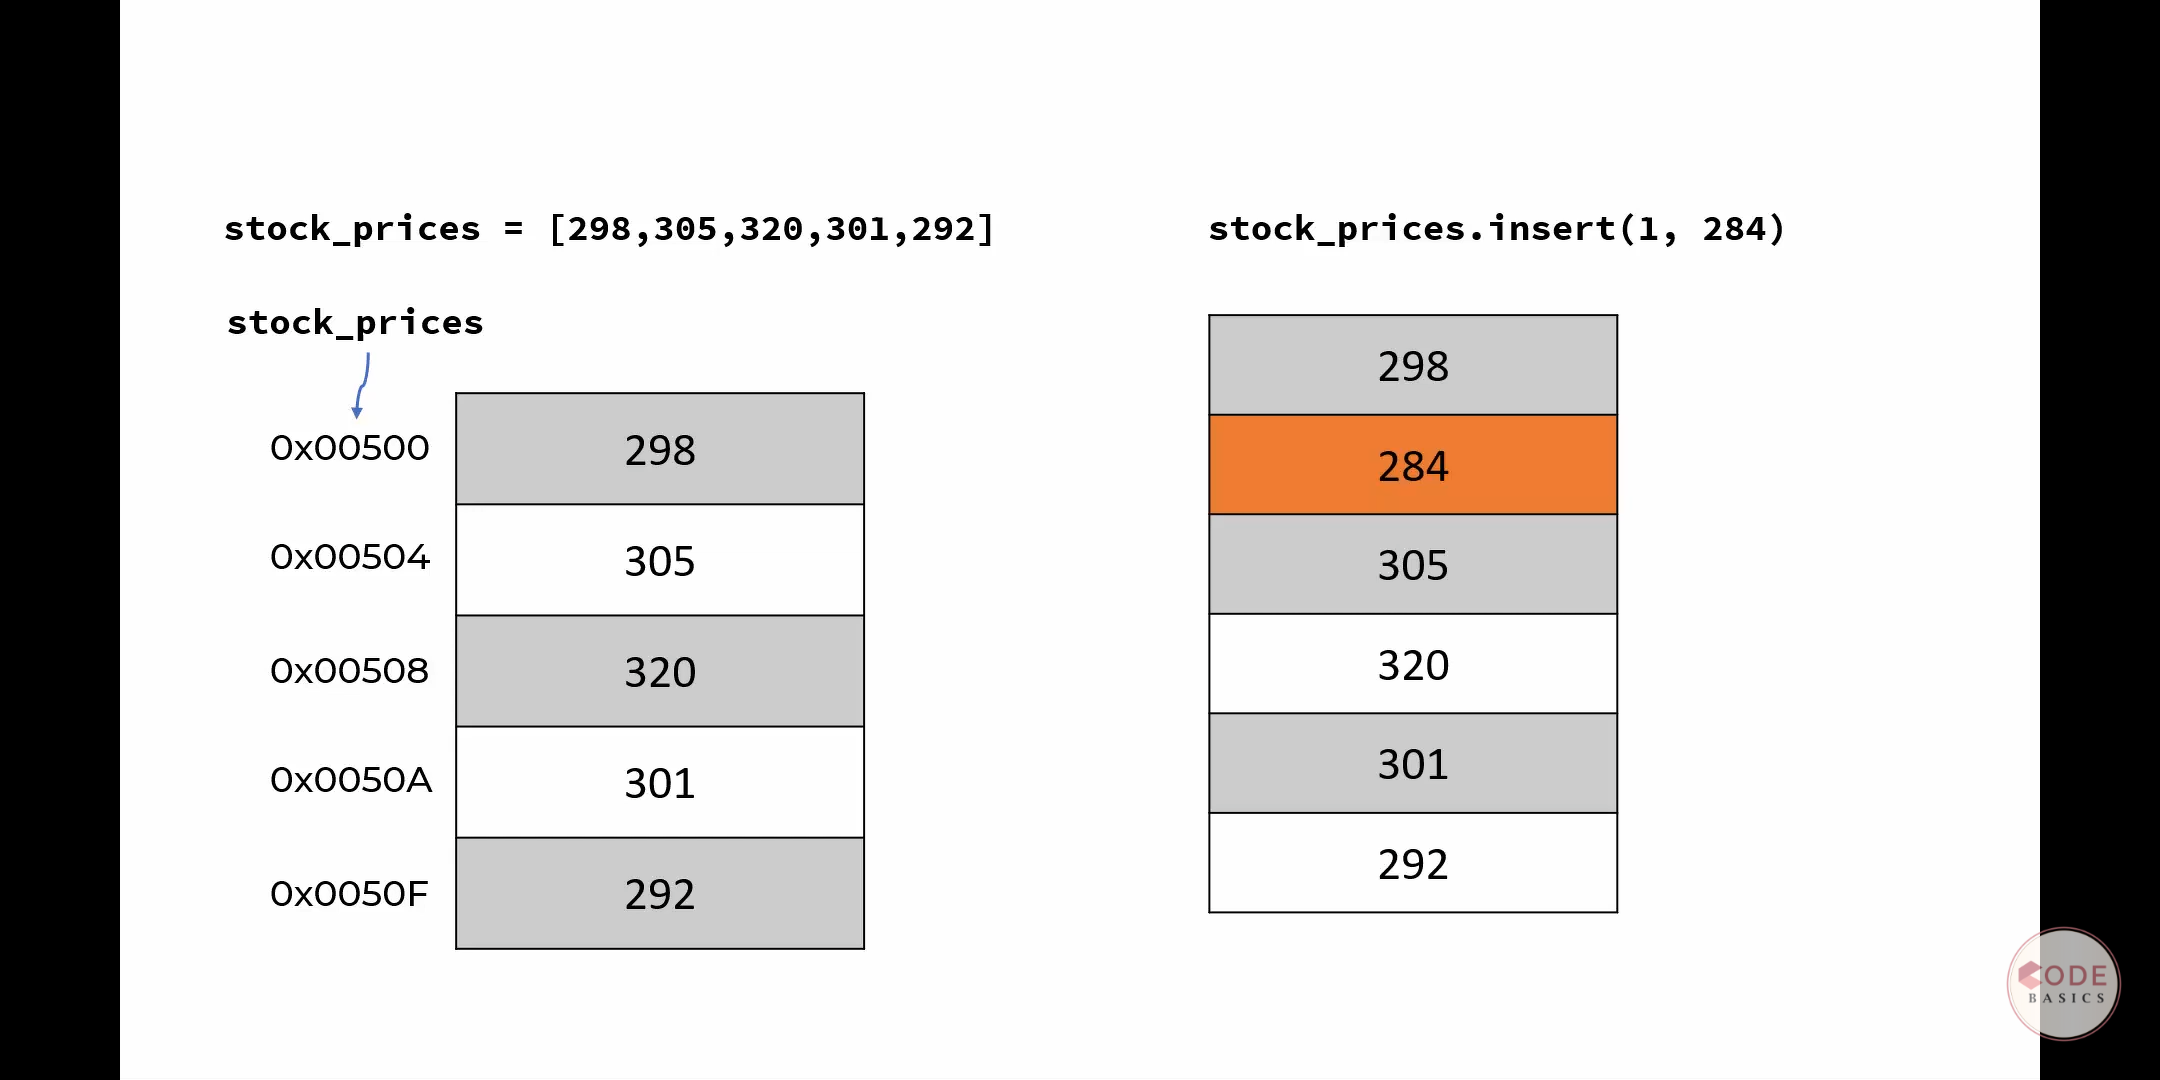 stock_prices = [298,305,320,301,292]
stock_prices
0x00500 298
0x00504 305
0x00508 320
0x0050A 301
0x0050F 292
stock_prices.insert(1, 284)
298
284
305
320
301
292
CODE
BASICS